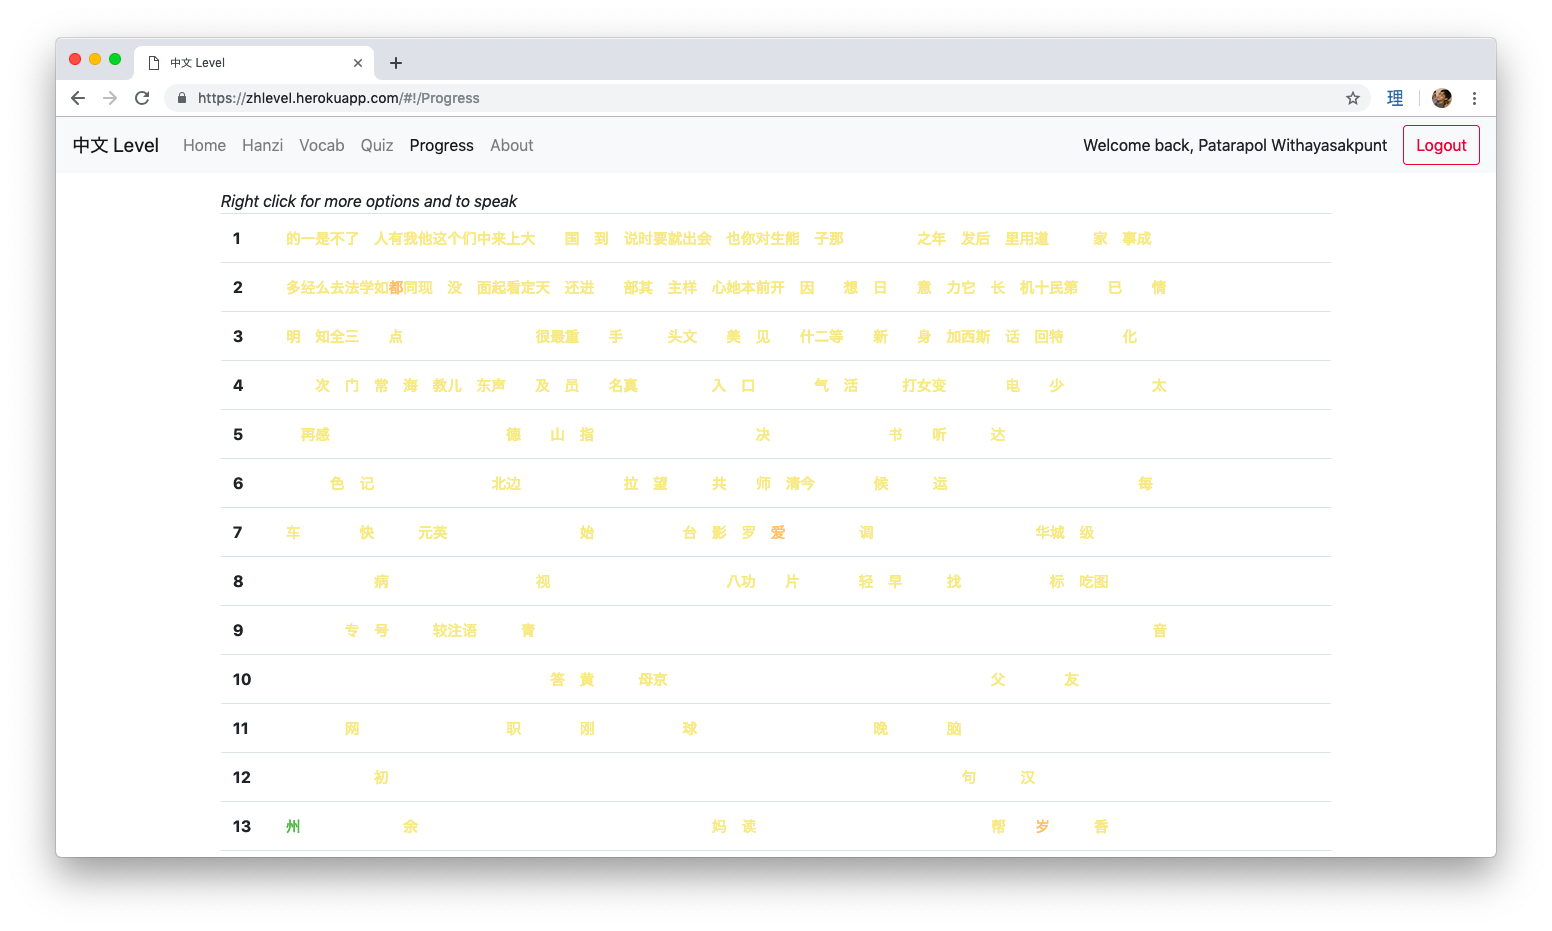 中文 Level
https://zhlevel.herokuapp.com/#!/Progress
理
中文 Level Home Hanzi Vocab Quiz Progress About Welcome back, Patarapol Withayasakpunt Logout
Right click for more options and to speak
1 的一是不了 人有我他这个们中来上大 国 到 说时要就出会 也你对生能 子那 之年 发后 里用道 家 事成
2 多经么去法学如都同现 没 面起看定天 还进 部其 主样 心她本前开 因 想 日 意 力它 长 机十民第 已 情
3 明 知全三 点 很最重 手 头文 美 见 什二等 新 身 加西斯 话 回特 化
4 次 门 常 海 教儿 东声 及 员 名真 入 口 气 活 打女变 电 少 太
5 再感 德 山 指 决 书 听 达
6 色 记 北边 拉 望 共 师 清今 候 运 每
7 车 快 元英 始 台 影 罗 爱 调 华城 级
8 病 视 八功 片 轻 早 找 标 吃图
9 专 号 较注语 青 音
10 答 黄 母京 父 友
11 网 职 刚 球 晚 脑
12 初 句 汉
13 州 余 妈 读 帮 岁 香